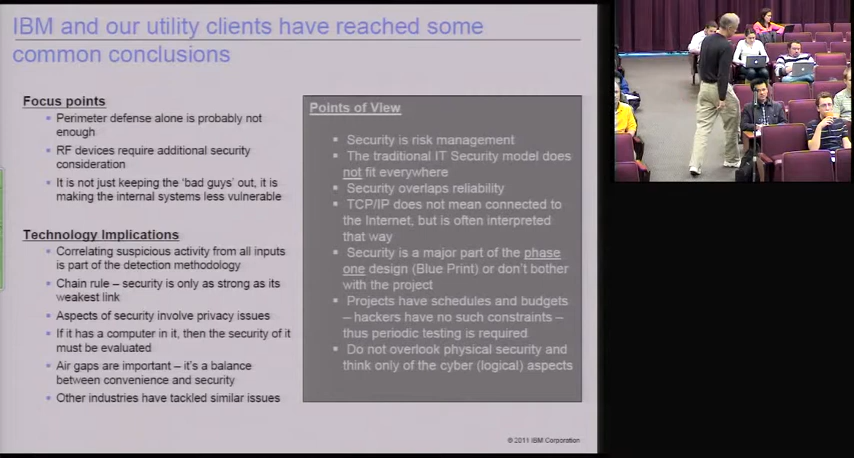 IBM and our utility clients have reached some
common conclusions
Focus points
Perimeter defense alone is probably not
enough
RF devices require additional security
consideration
It is not just keeping the 'bad guys' out, it is
making the internal systems less vulnerable
Technology Implications
Correlating suspicious activity from all inputs
is part of the detection methodology
Chain rule – security is only as strong as its
weakest link
Aspects of security involve privacy issues
If it has a computer in it, then the security of it
must be evaluated
Air gaps are important – it's a balance
between convenience and security
Other industries have tackled similar issues
Points of View
Security is risk management
The traditional IT Security model does
not fit everywhere
Security overlaps reliability
TCP/IP does not mean connected to
the Internet, but is often interpreted
that way
Security is a major part of the phase
one design (Blue Print) or don't bother
with the project
Projects have schedules and budgets
– hackers have no such constraints –
thus periodic testing is required
Do not overlook physical security and
think only of the cyber (logical) aspects
© 2011 IBM Corporation